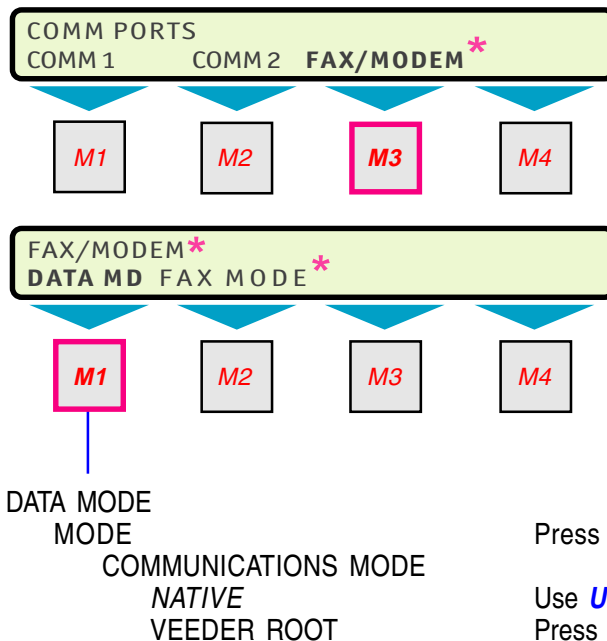 COMM PORTS
COMM 1 COMM 2 FAX/MODEM*
M1 M2 M3 M4
FAX/MODEM*
DATA MD FAX MODE*
M1 M2 M3 M4
DATA MODE
MODE Press
COMMUNICATIONS MODE
NATIVE Use U
VEEDER ROOT Press